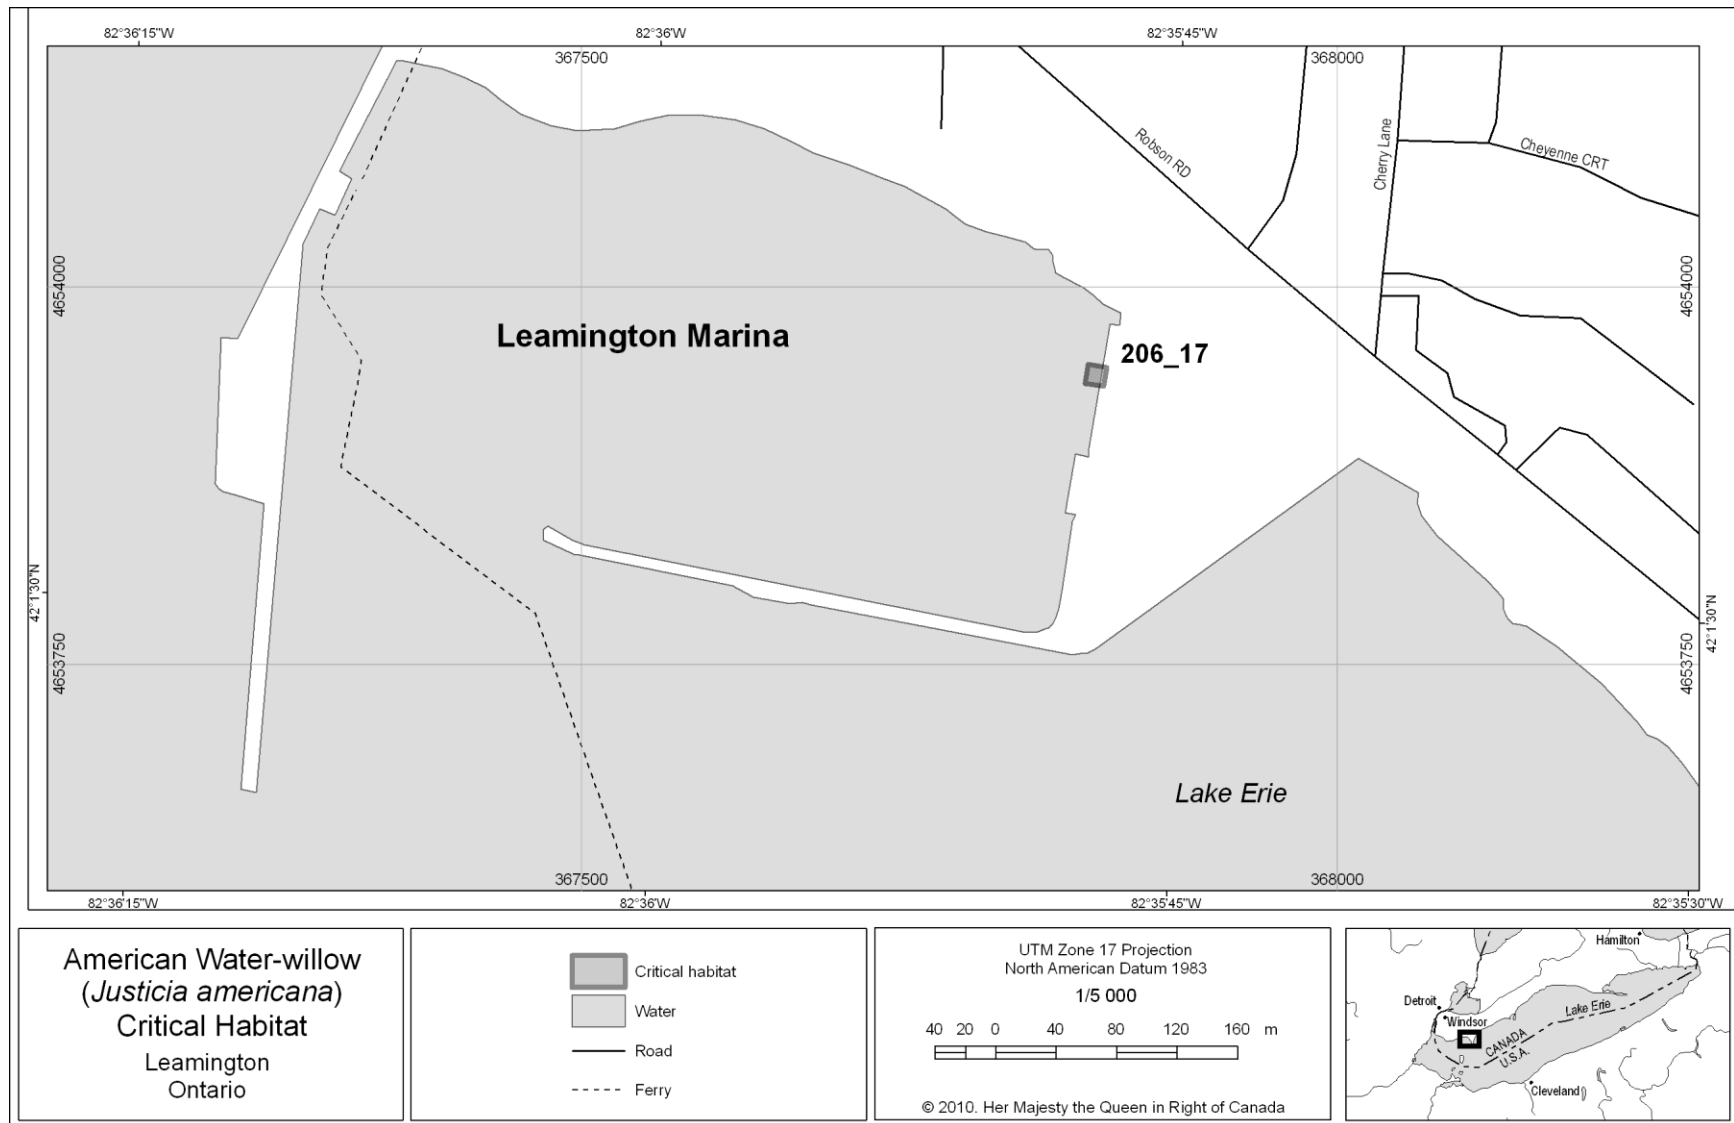 82°36'15"W
82°36'W
82°35'45"W
367500
368000
Robson RD
Cherry Lane
Cheyenne CRT
4654000
4654000
Leamington Marina
206_17
42°1'30"N
42°1'30"N
4653750
4653750
Lake Erie
367500
368000
82°36'15"W
82°36'W
82°35'45"W
82°35'30"W
American Water-willow
(Justicia americana)
Critical Habitat
Leamington
Ontario
Critical habitat
Water
Road
Ferry
UTM Zone 17 Projection
North American Datum 1983
1/5 000
40 20 0 40 80 120 160 m
© 2010. Her Majesty the Queen in Right of Canada
Hamilton
Detroit
Windsor
Lake Erie
CANADA
U.S.A.
Cleveland